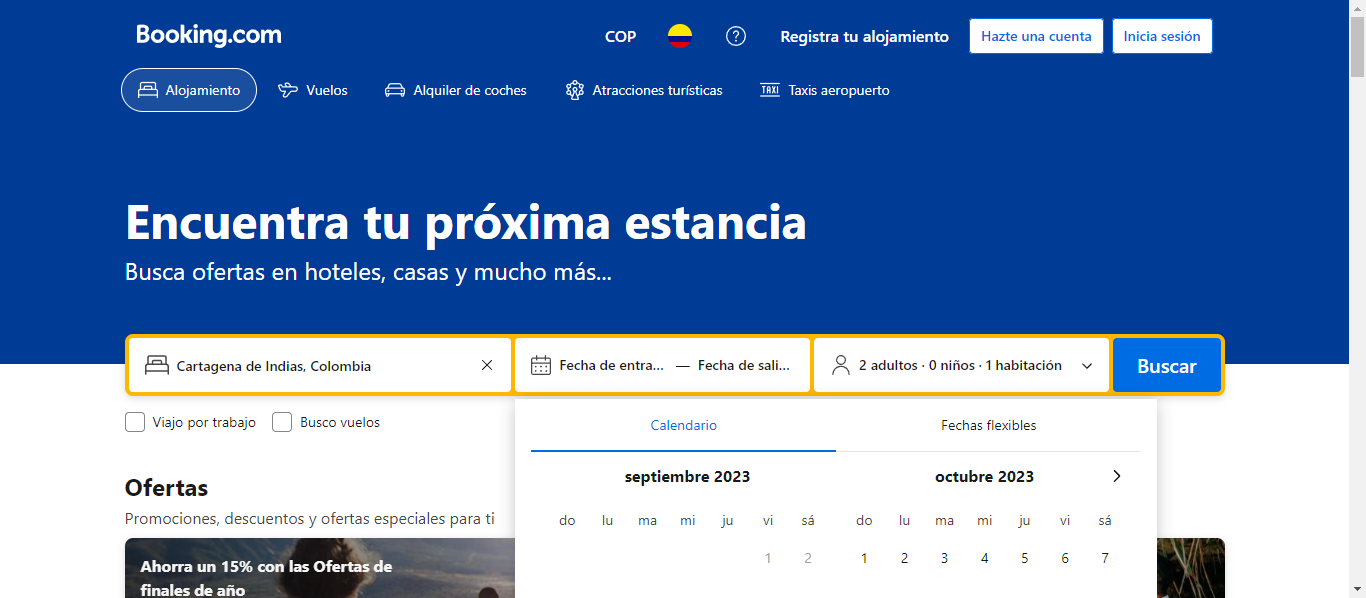 Booking.com
COP
Registra tu alojamiento
Hazte una cuenta
Inicia sesión
Alojamiento
Vuelos
Alquiler de coches
Atracciones turísticas
TAXI
Taxis aeropuerto
Encuentra tu próxima estancia
Busca ofertas en hoteles, casas y mucho más...
Cartagena de Indias, Colombia
Fecha de entra... — Fecha de sali...
2 adultos · 0 niños · 1 habitación
Buscar
Viajo por trabajo
Busco vuelos
Calendario
Fechas flexibles
septiembre 2023
do lu ma mi ju vi sá
1 2
octubre 2023
do lu ma mi ju vi sá
1 2 3 4 5 6 7
Ofertas
Promociones, descuentos y ofertas especiales para ti
Ahorra un 15% con las Ofertas de
finales de año